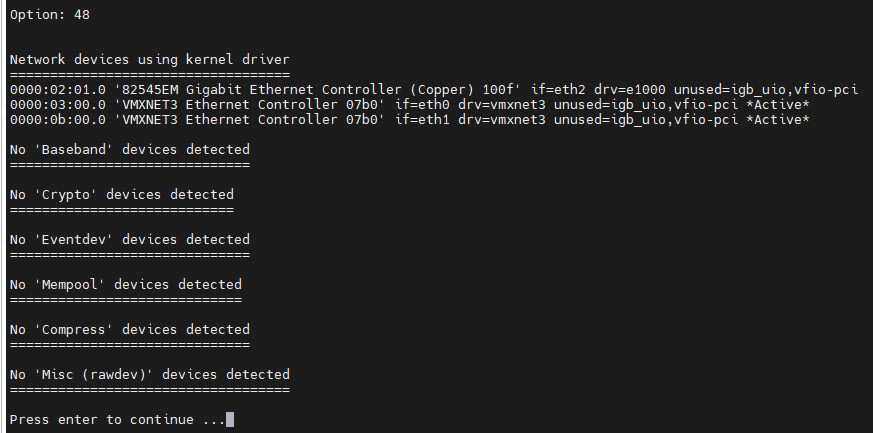 Option: 48
Network devices using kernel driver
===================================
0000:02:01.0 '82545EM Gigabit Ethernet Controller (Copper) 100f' if=eth2 drv=e1000 unused=igb_uio,vfio-pci
0000:03:00.0 'VMXNET3 Ethernet Controller 07b0' if=eth0 drv=vmxnet3 unused=igb_uio,vfio-pci *Active*
0000:0b:00.0 'VMXNET3 Ethernet Controller 07b0' if=eth1 drv=vmxnet3 unused=igb_uio,vfio-pci *Active*
No 'Baseband' devices detected
==============================
No 'Crypto' devices detected
============================
No 'Eventdev' devices detected
==============================
No 'Mempool' devices detected
=============================
No 'Compress' devices detected
==============================
No 'Misc (rawdev)' devices detected
===================================
Press enter to continue ...